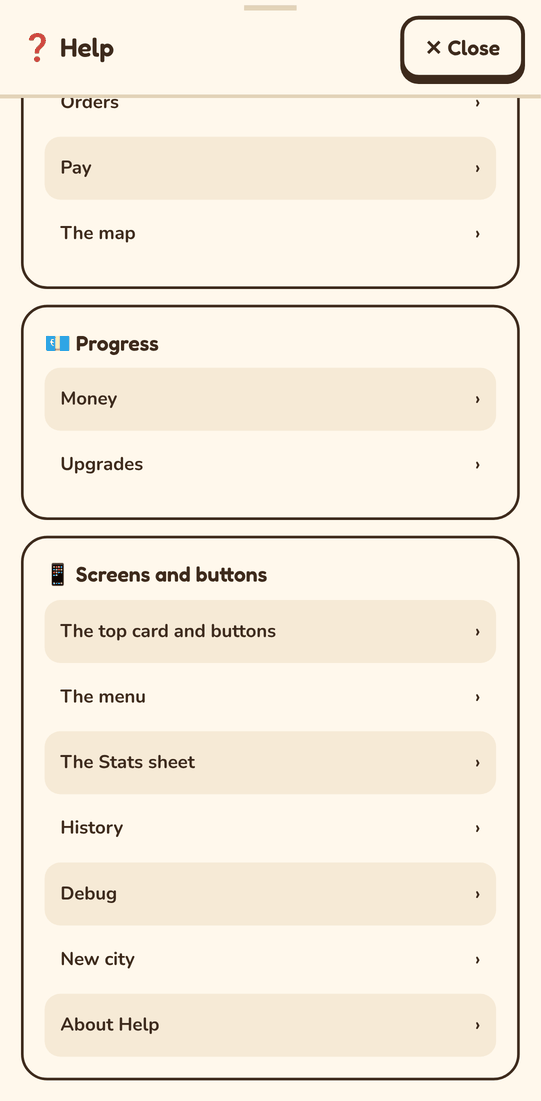 ❓ Help
✕ Close
Orders ›
Pay ›
The map ›
💶 Progress
Money ›
Upgrades ›
📱 Screens and buttons
The top card and buttons ›
The menu ›
The Stats sheet ›
History ›
Debug ›
New city ›
About Help ›